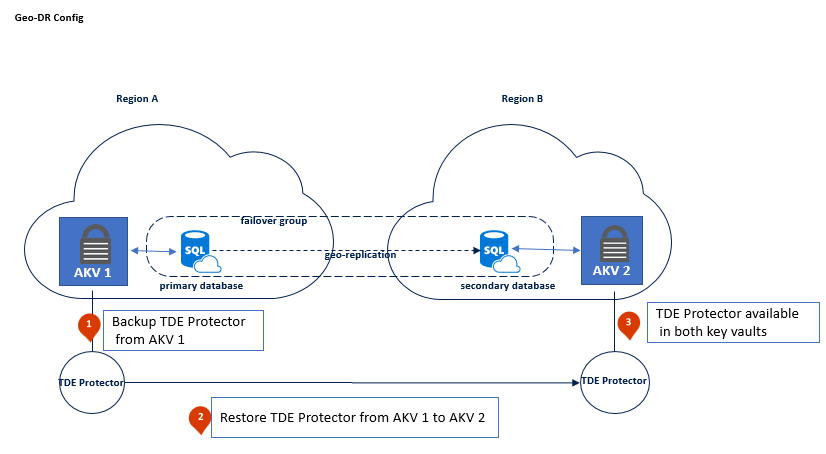 Geo-DR Config
Region A
Region B
failover group
SQL
SQL
geo-replication
AKV 1
AKV 2
primary database
secondary database
1
Backup TDE Protector
from AKV 1
3
TDE Protector available
in both key vaults
TDE Protector
TDE Protector
2
Restore TDE Protector from AKV 1 to AKV 2